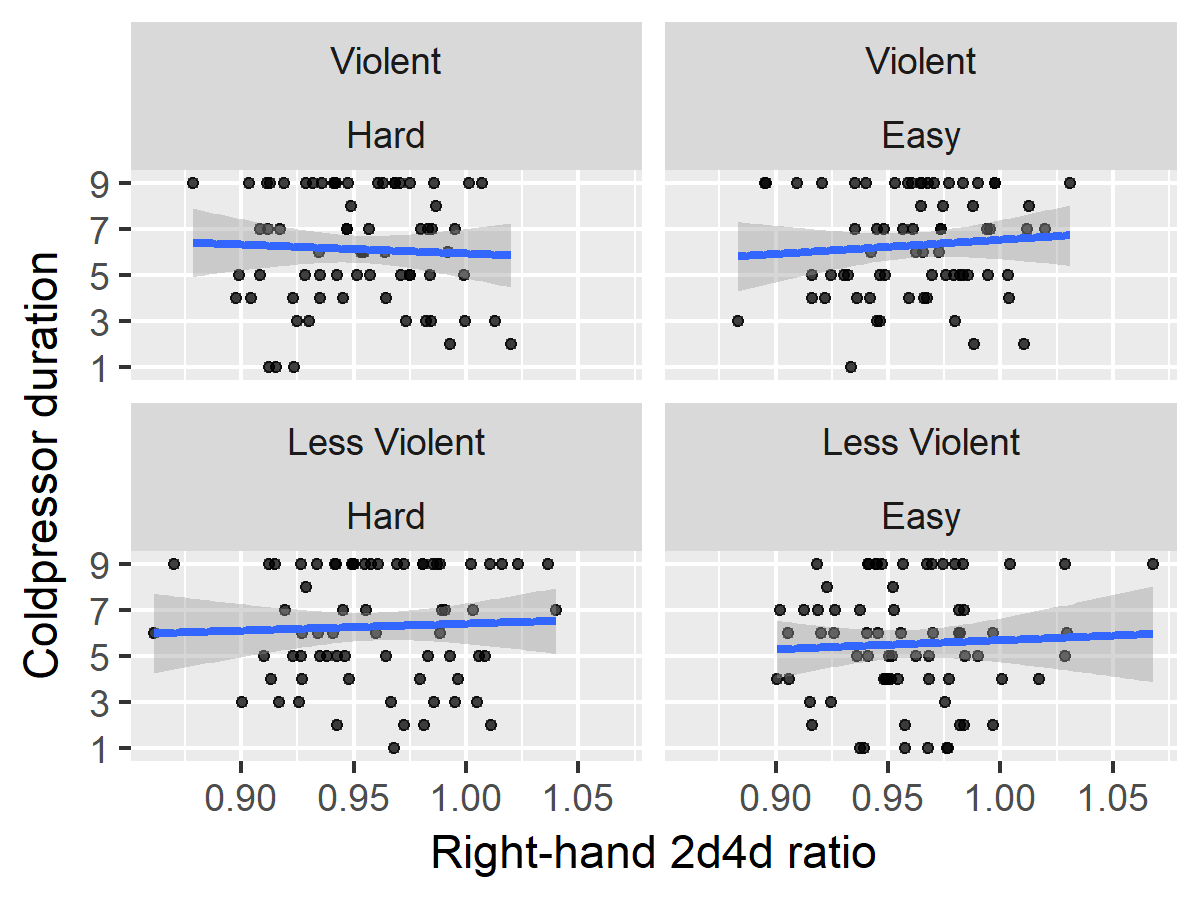 Violent
Hard
Violent
Easy
9
7
5
3
1
Less Violent
Hard
Less Violent
Easy
9
7
5
3
1
0.90 0.95 1.00 1.05
0.90 0.95 1.00 1.05
Right-hand 2d4d ratio
Coldpressor duration